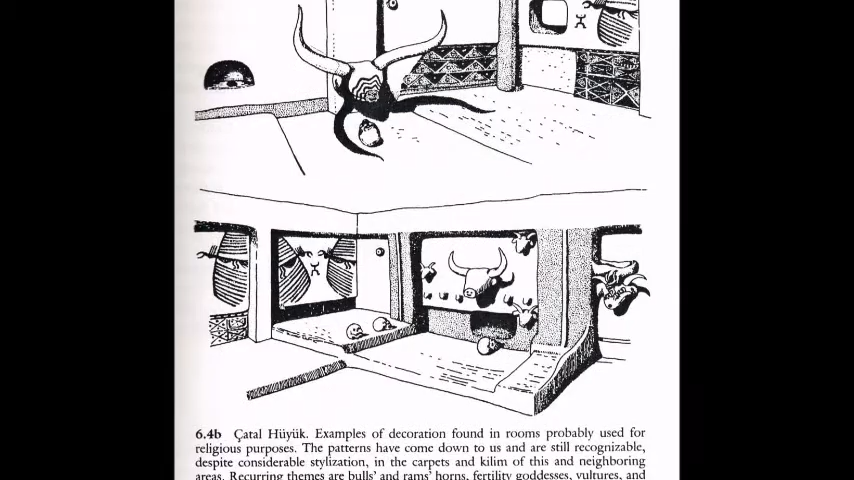 6.4b Çatal Hüyük. Examples of decoration found in rooms probably used for
religious purposes. The patterns have come down to us and are still recognizable,
despite considerable stylization, in the carpets and kilim of this and neighboring
areas. Recurring themes are bulls' and rams' horns, fertility goddesses, vultures, and